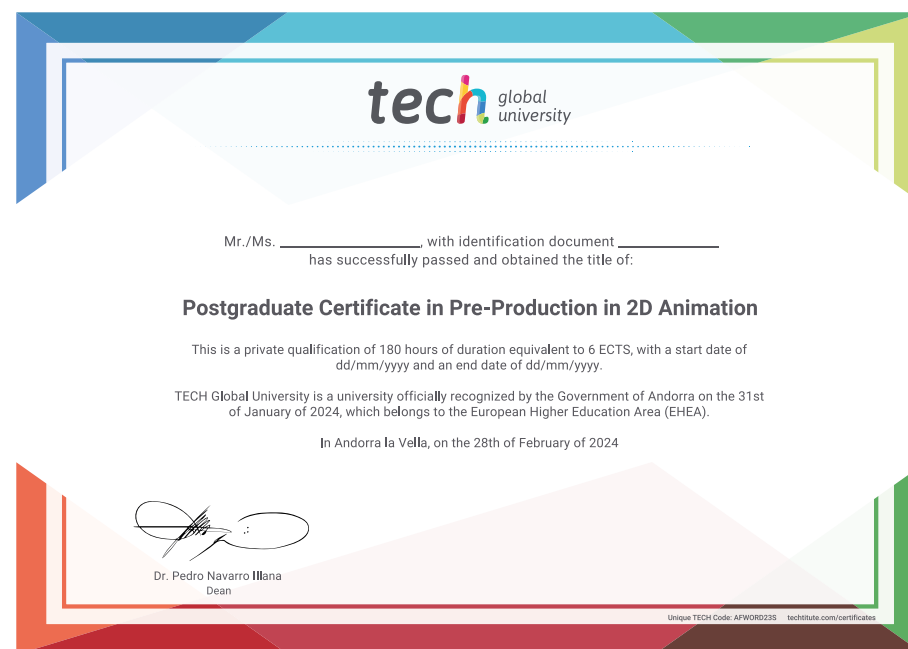 tech global university
Mr./Ms. ____________________, with identification document ______________
has successfully passed and obtained the title of:
Postgraduate Certificate in Pre-Production in 2D Animation
This is a private qualification of 180 hours of duration equivalent to 6 ECTS, with a start date of
dd/mm/yyyy and an end date of dd/mm/yyyy.
TECH Global University is a university officially recognized by the Government of Andorra on the 31st
of January of 2024, which belongs to the European Higher Education Area (EHEA).
In Andorra la Vella, on the 28th of February of 2024
Dr. Pedro Navarro Illana
Dean
Unique TECH Code: AFWORD23S techtitute.com/certificates